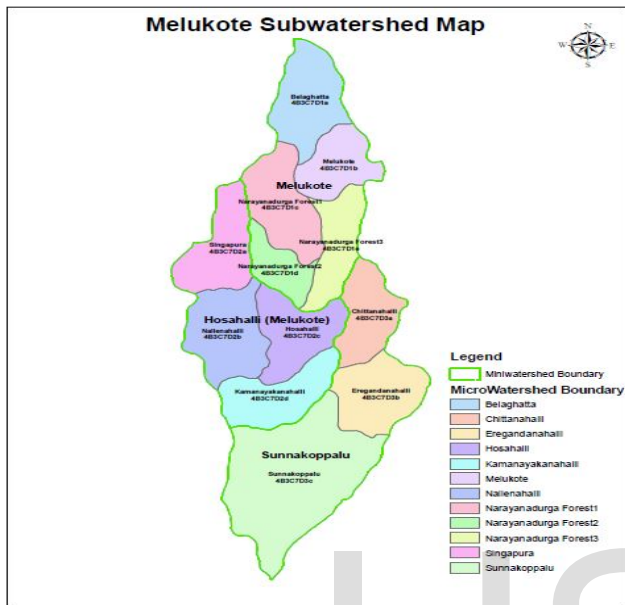 Melukote Subwatershed Map
N
W E
S
Belaghatta
4B3C7D1a
Melukote
4B3C7D1b
Melukote
Narayanadurga Forest1
4B3C7D1c
Narayanadurga Forest3
4B3C7D1e
Singapura
4B3C7D2a
Narayanadurga Forest2
4B3C7D1d
Hosahalli (Melukote)
Nallenahalli
4B3C7D2b
Hosahalli
4B3C7D2c
Chittanahalli
4B3C7D3a
Kamanayakanahalli
4B3C7D2d
Eregandanahalli
4B3C7D3b
Sunnakoppalu
Sunnakoppalu
4B3C7D3c
Legend
Miniwatershed Boundary
MicroWatershed Boundary
Belaghatta
Chittanahalli
Eregandanahalli
Hosahalli
Kamanayakanahalli
Melukote
Nallenahalli
Narayanadurga Forest1
Narayanadurga Forest2
Narayanadurga Forest3
Singapura
Sunnakoppalu